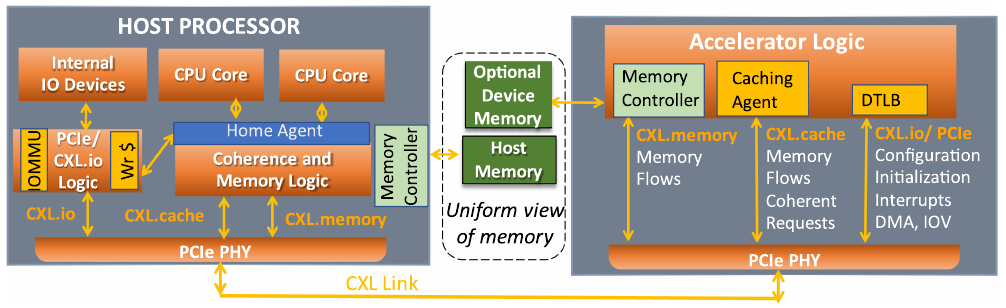 HOST PROCESSOR
Internal
IO Devices
CPU Core
CPU Core
IOMMU
PCIe/
CXL.io
Logic
Wr $
Home Agent
Coherence and
Memory Logic
Memory
Controller
CXL.io
CXL.cache
CXL.memory
PCIe PHY
Optional
Device
Memory
Host
Memory
Uniform view
of memory
Accelerator Logic
Memory
Controller
Caching
Agent
DTLB
CXL.memory
Memory
Flows
CXL.cache
Memory
Flows
Coherent
Requests
CXL.io/ PCIe
Configuration
Initialization
Interrupts
DMA, IOV
PCIe PHY
CXL Link